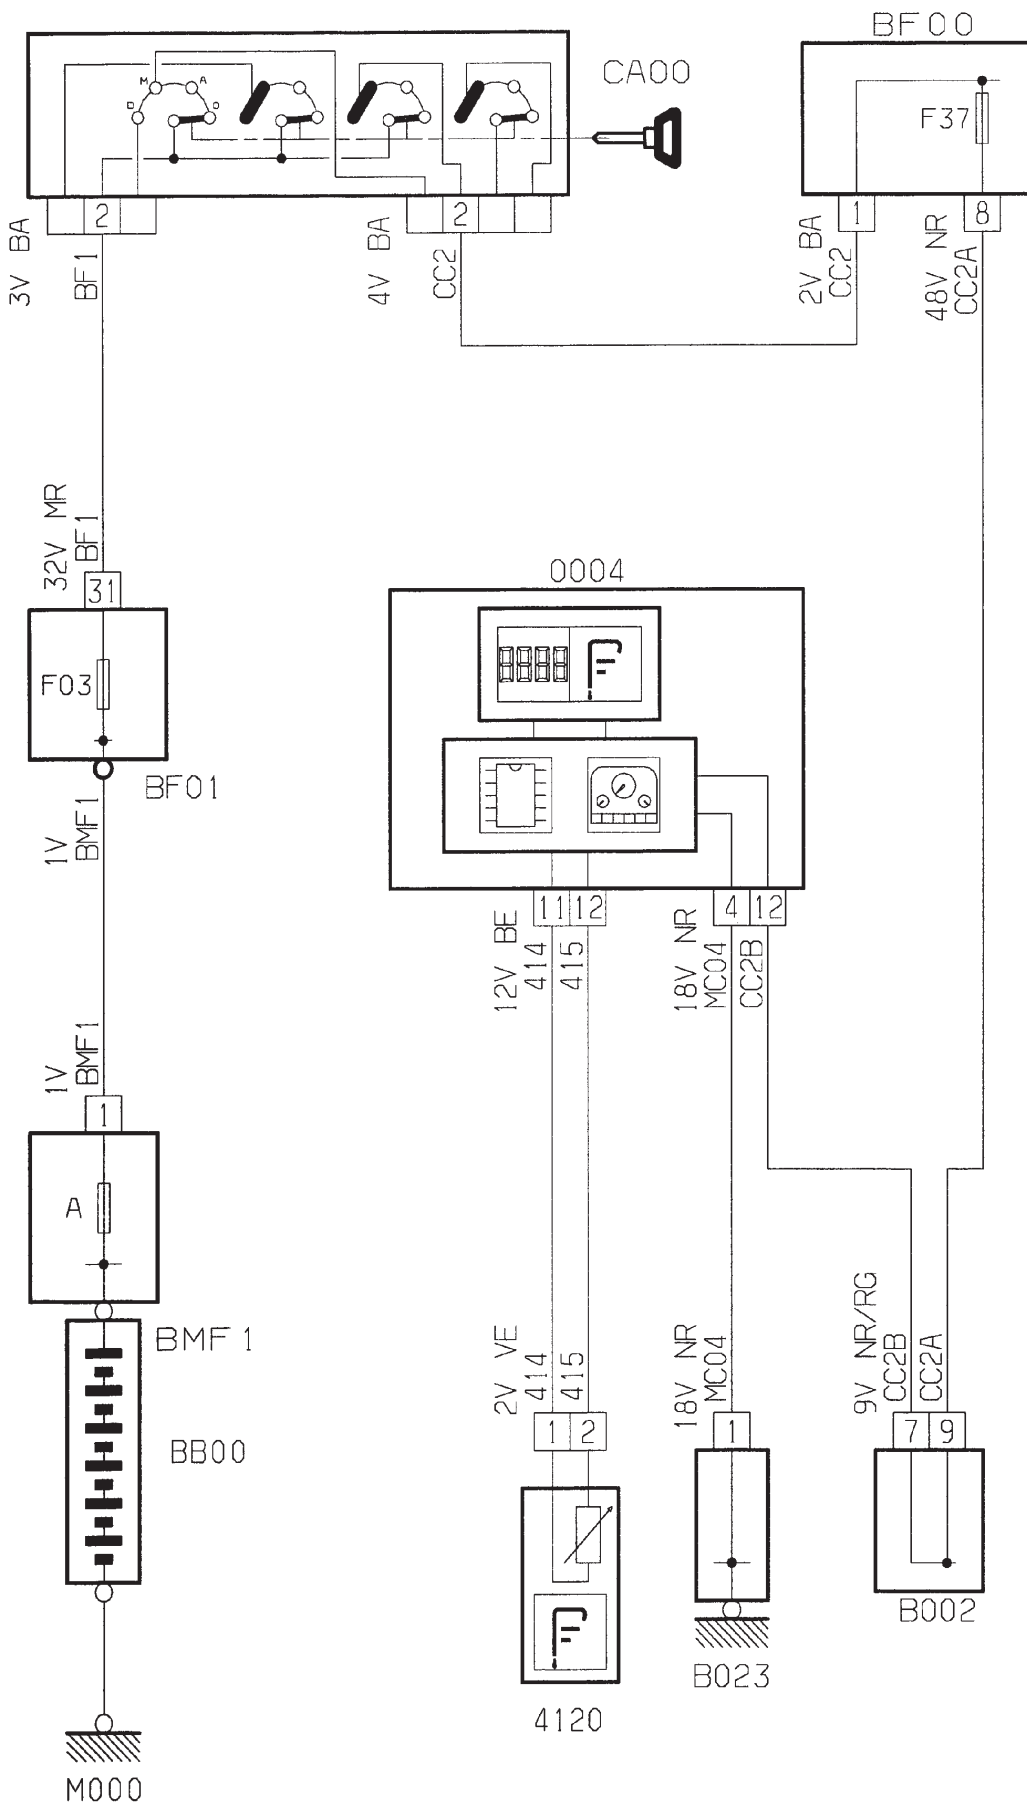 BF00
CA00
M
A
D
D
F37
2
2
1
8
3V BA
BF1
4V BA
CC2
2V BA
CC2
48V NR
CC2A
32V MR
BF1
31
0004
F03
BF01
1V
BMF1
11
12
4
12
12V BE
414
415
18V NR
MC04
CC2B
1V
BMF1
1
A
BMF1
2V VE
414
415
18V NR
MC04
9V NR/RG
CC2B
CC2A
1
2
1
7
9
BB00
B002
B023
4120
M000